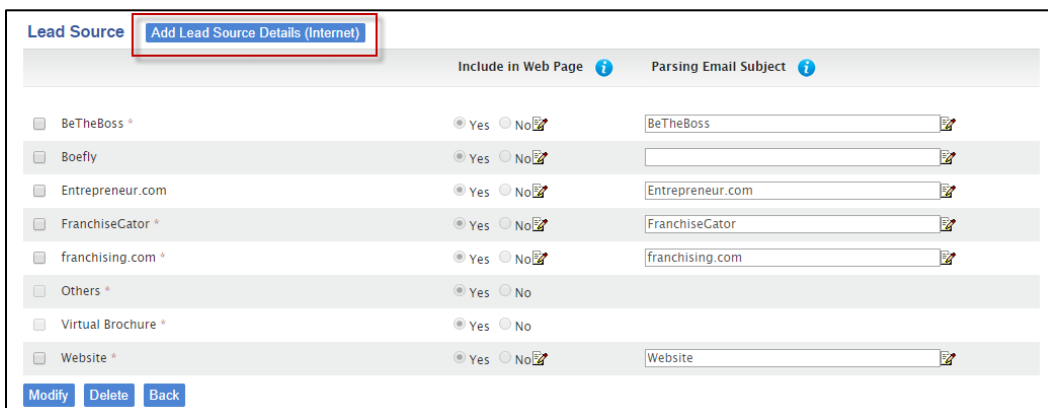 Lead Source Add Lead Source Details (Internet)
Include in Web Page i Parsing Email Subject i
BeTheBoss * Yes No BeTheBoss
Boefly Yes No
Entrepreneur.com Yes No Entrepreneur.com
FranchiseGator * Yes No FranchiseGator
franchising.com * Yes No franchising.com
Others * Yes No
Virtual Brochure * Yes No
Website * Yes No Website
Modify Delete Back